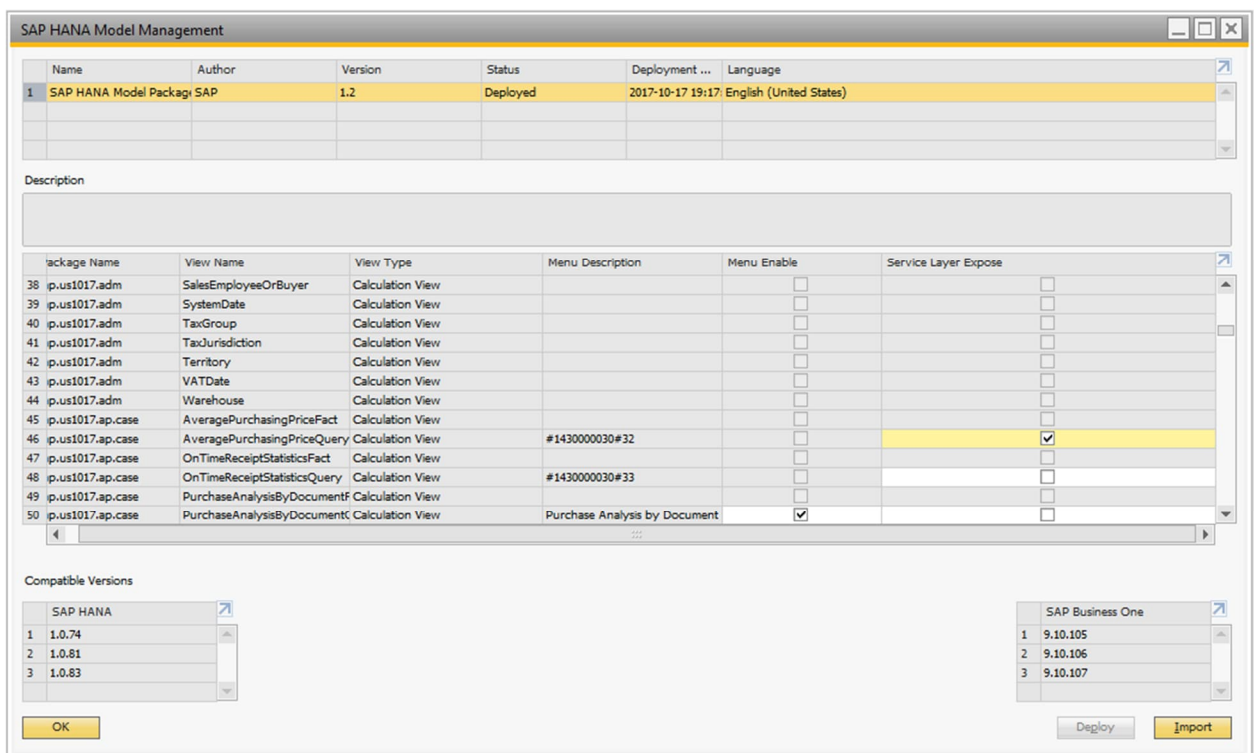 SAP HANA Model Management
Name Author Version Status Deployment ... Language
1 SAP HANA Model Package SAP 1.2 Deployed 2017-10-17 19:17: English (United States)
Description
ackage Name View Name View Type Menu Description Menu Enable Service Layer Expose
38 p.us1017.adm SalesEmployeeOrBuyer Calculation View
39 p.us1017.adm SystemDate Calculation View
40 p.us1017.adm TaxGroup Calculation View
41 p.us1017.adm TaxJurisdiction Calculation View
42 p.us1017.adm Territory Calculation View
43 p.us1017.adm VATDate Calculation View
44 p.us1017.adm Warehouse Calculation View
45 p.us1017.ap.case AveragePurchasingPriceFact Calculation View
46 p.us1017.ap.case AveragePurchasingPriceQuery Calculation View #1430000030#32
47 p.us1017.ap.case OnTimeReceiptStatisticsFact Calculation View
48 p.us1017.ap.case OnTimeReceiptStatisticsQuery Calculation View #1430000030#33
49 p.us1017.ap.case PurchaseAnalysisByDocumentF Calculation View
50 p.us1017.ap.case PurchaseAnalysisByDocumentQ Calculation View Purchase Analysis by Document
Compatible Versions
SAP HANA SAP Business One
1 1.0.74 1 9.10.105
2 1.0.81 2 9.10.106
3 1.0.83 3 9.10.107
OK Deploy Import